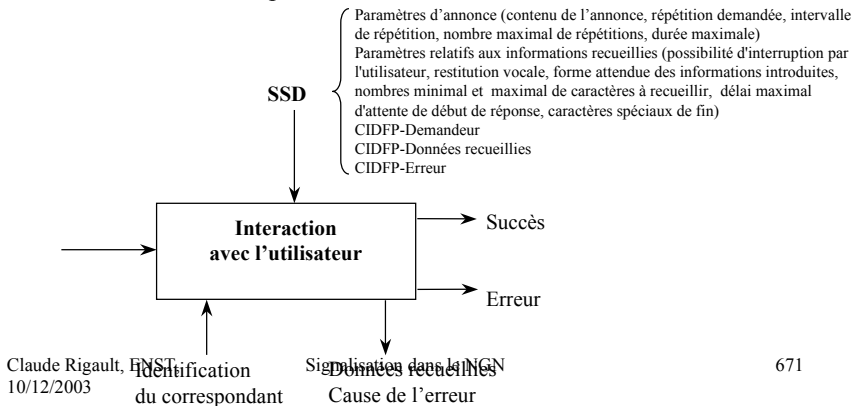 Paramètres d'annonce (contenu de l'annonce, répétition demandée, intervalle
de répétition, nombre maximal de répétitions, durée maximale)
Paramètres relatifs aux informations recueillies (possibilité d'interruption par
l'utilisateur, restitution vocale, forme attendue des informations introduites,
nombres minimal et maximal de caractères à recueillir, délai maximal
d'attente de début de réponse, caractères spéciaux de fin)
CIDFP-Demandeur
CIDFP-Données recueillies
CIDFP-Erreur
SSD
Interaction
avec l'utilisateur
Succès
Erreur
Identification
du correspondant
Données recueillies
Cause de l'erreur
Claude Rigault, ENST,
10/12/2003
Signalisation dans le NGN
671